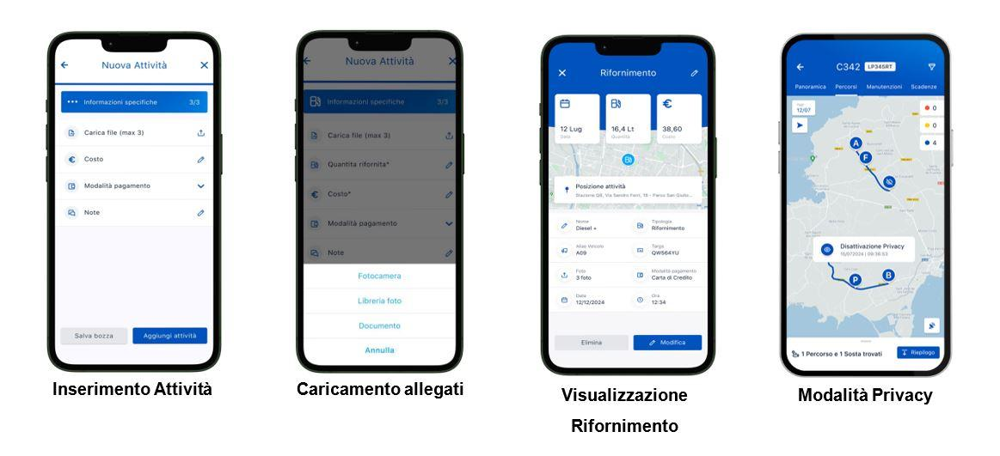 Nuova Attività
Informazioni specifiche 3/3
Carica file (max 3)
Costo
Modalità pagamento
Note
Salva bozza Aggiungi attività
Inserimento Attività
Nuova Attività
Informazioni specifiche 3/3
Carica file (max 3)
Quantita rifornita*
Costo*
Modalità pagamento
Note
Fotocamera
Libreria foto
Documento
Annulla
Caricamento allegati
Rifornimento
12 Lug 16,4 Lt 38,60
Data Quantità Costo
Posizione attività
Stazione Q8, Via Sandro Ferri, 18 - Parco San Giulio...
Nome Tipologia
Diesel + Rifornimento
Alias Veicolo Targa
A09 QW564YU
Foto Modalità pagamento
3 foto Carta di Credito
Data Ora
12/12/2024 12:34
Elimina Modifica
Visualizzazione
Rifornimento
C342 LP345RT
Panoramica Percorsi Manutenzioni Scadenze
12/07
0
0
4
A
F
Disattivazione Privacy
15/072024 | 09:36:53
P
B
1 Percorso e 1 Sosta trovati Riepilogo
Modalità Privacy